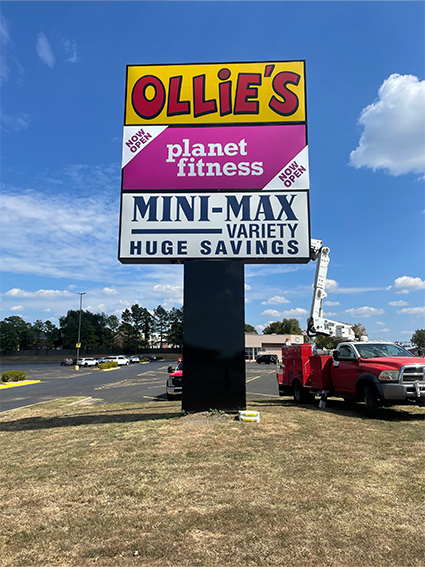 OLLiE'S
NOW OPEN
planet
fitness
NOW OPEN
MINI-MAX
VARIETY
HUGE SAVINGS